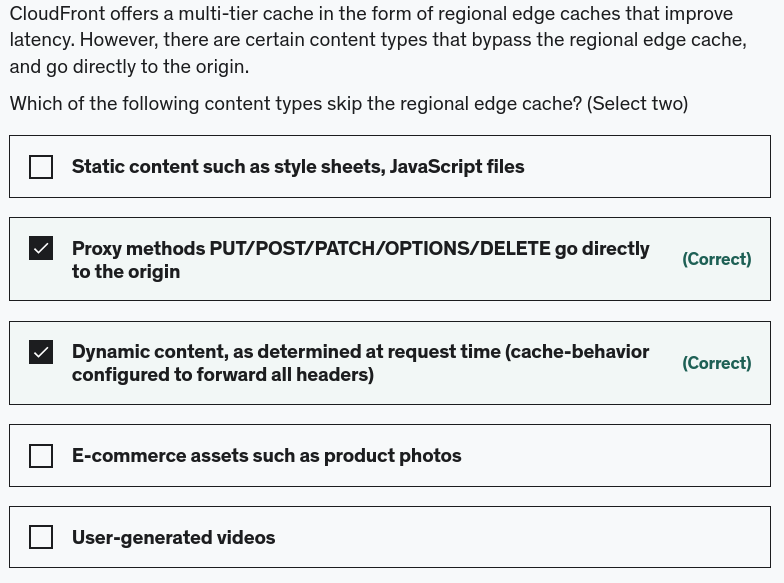 CloudFront offers a multi-tier cache in the form of regional edge caches that improve
latency. However, there are certain content types that bypass the regional edge cache,
and go directly to the origin.
Which of the following content types skip the regional edge cache? (Select two)
Static content such as style sheets, JavaScript files
Proxy methods PUT/POST/PATCH/OPTIONS/DELETE go directly
to the origin
(Correct)
Dynamic content, as determined at request time (cache-behavior
configured to forward all headers)
(Correct)
E-commerce assets such as product photos
User-generated videos